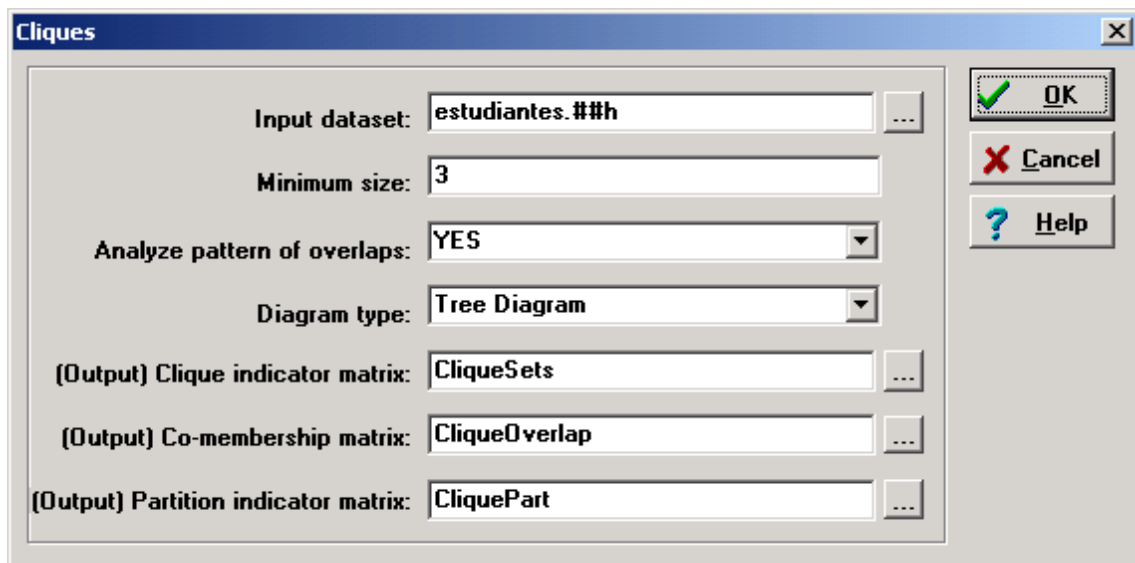 Cliques
Input dataset: estudiantes.##h ...
OK
Minimum size: 3
Cancel
Analyze pattern of overlaps: YES
Help
Diagram type: Tree Diagram
(Output) Clique indicator matrix: CliqueSets ...
(Output) Co-membership matrix: CliqueOverlap ...
(Output) Partition indicator matrix: CliquePart ...